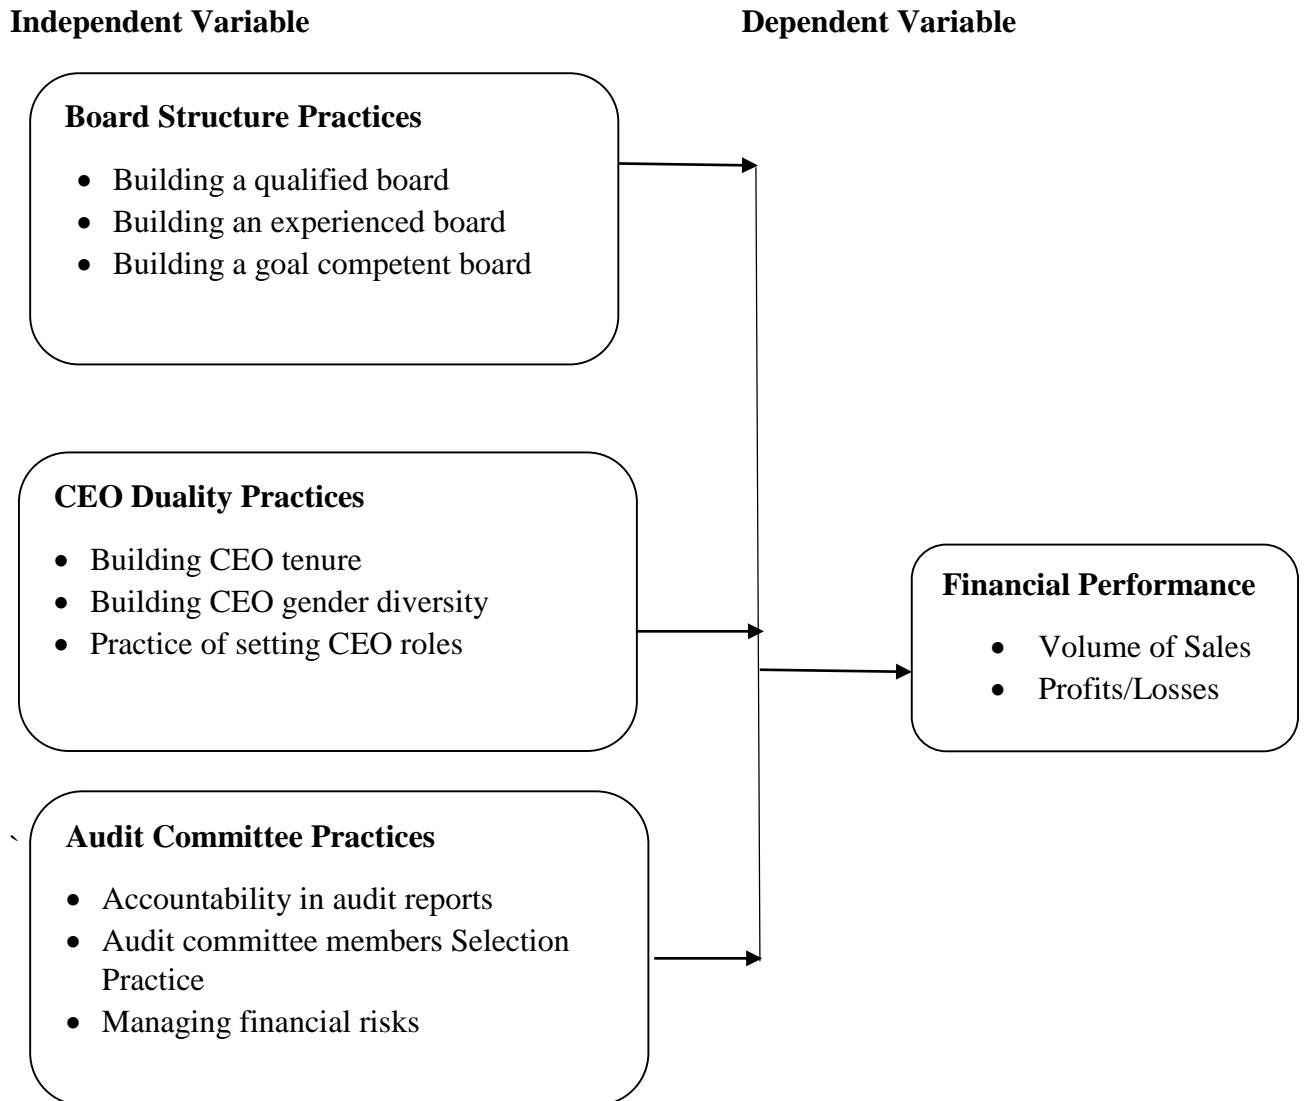 Independent Variable
Dependent Variable
Board Structure Practices
• Building a qualified board
• Building an experienced board
• Building a goal competent board
CEO Duality Practices
• Building CEO tenure
• Building CEO gender diversity
• Practice of setting CEO roles
Financial Performance
• Volume of Sales
• Profits/Losses
`
Audit Committee Practices
• Accountability in audit reports
• Audit committee members Selection
Practice
• Managing financial risks